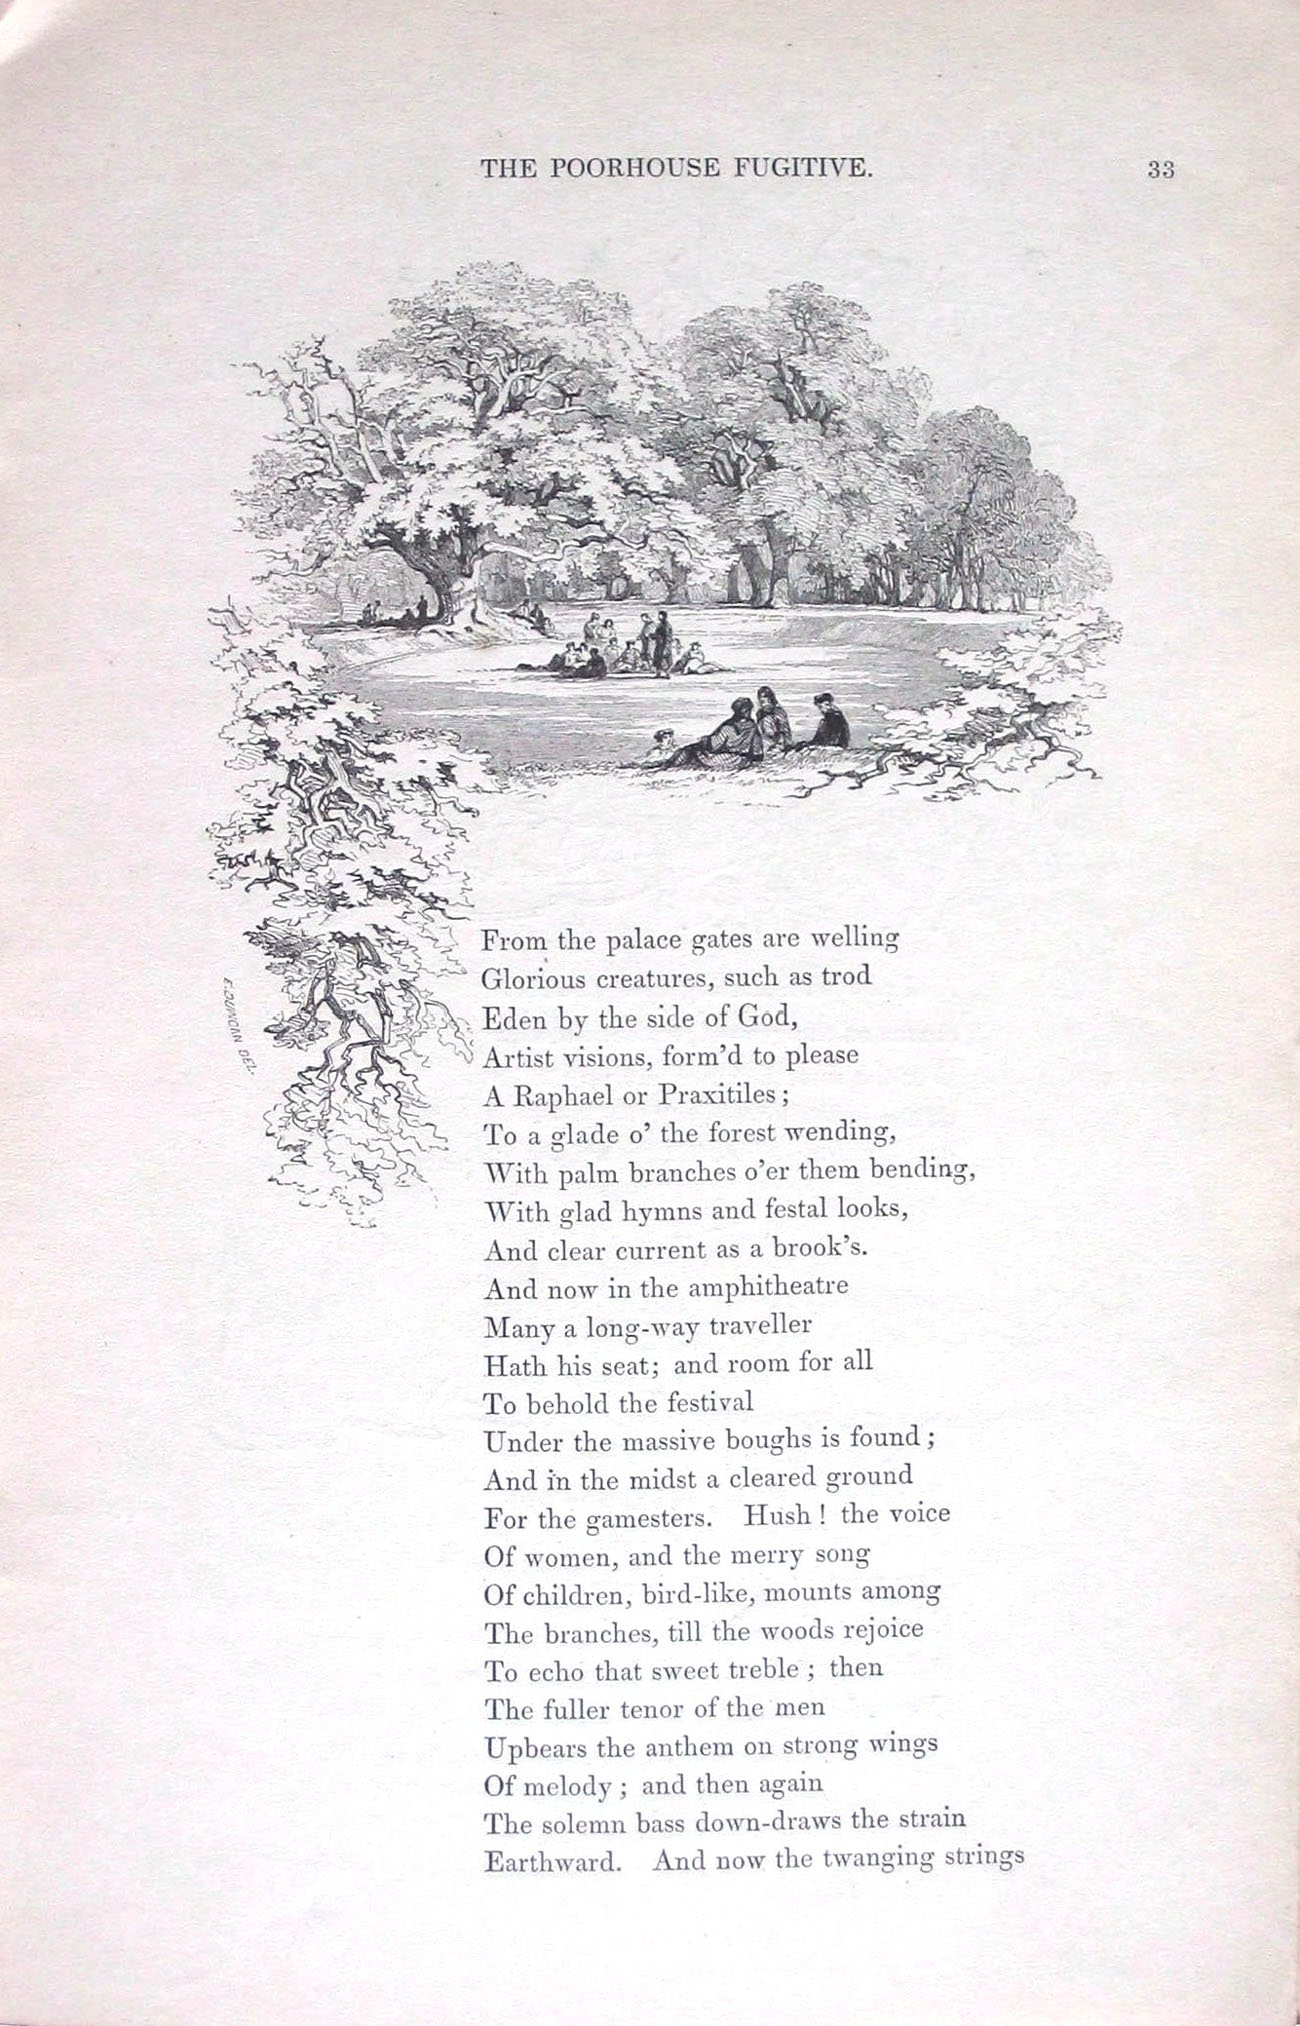 THE POORHOUSE FUGITIVE. 33
E. DUNCAN DEL.
From the palace gates are welling
Glorious creatures, such as trod
Eden by the side of God,
Artist visions, form'd to please
A Raphael or Praxitiles;
To a glade o' the forest wending,
With palm branches o'er them bending,
With glad hymns and festal looks,
And clear current as a brook's.
And now in the amphitheatre
Many a long-way traveller
Hath his seat; and room for all
To behold the festival
Under the massive boughs is found;
And in the midst a cleared ground
For the gamesters. Hush! the voice
Of women, and the merry song
Of children, bird-like, mounts among
The branches, till the woods rejoice
To echo that sweet treble; then
The fuller tenor of the men
Upbears the anthem on strong wings
Of melody; and then again
The solemn bass down-draws the strain
Earthward. And now the twanging strings